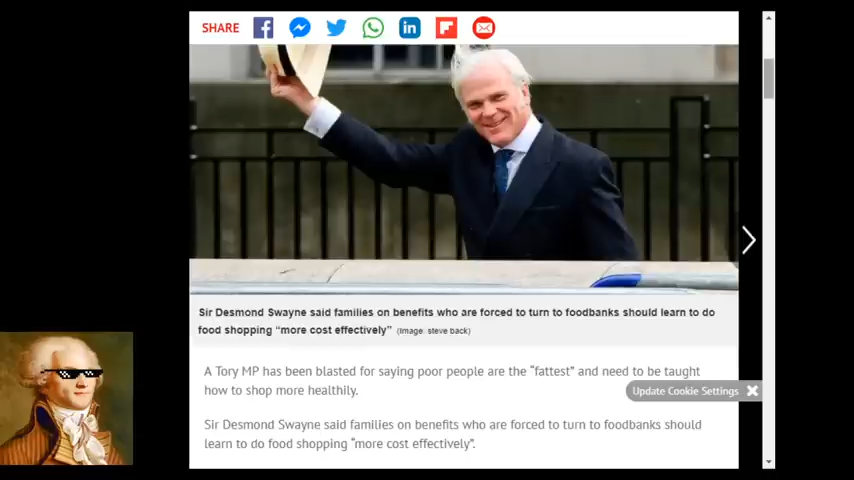 SHARE
Sir Desmond Swayne said families on benefits who are forced to turn to foodbanks should learn to do
food shopping “more cost effectively” (Image: steve back)
A Tory MP has been blasted for saying poor people are the “fattest” and need to be taught
how to shop more healthily.
Update Cookie Settings
Sir Desmond Swayne said families on benefits who are forced to turn to foodbanks should
learn to do food shopping “more cost effectively”.